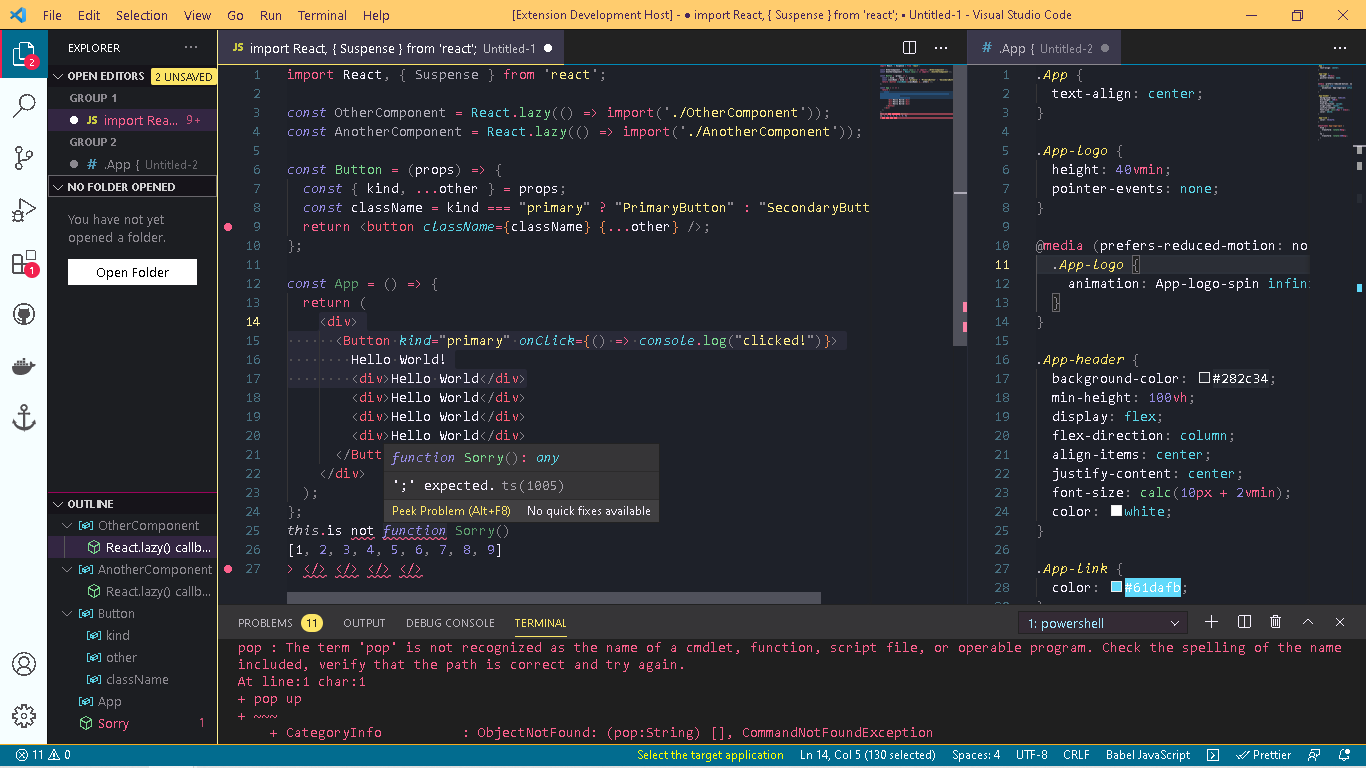 File Edit Selection View Go Run Terminal Help [Extension Development Host] - ● import React, { Suspense } from 'react'; • Untitled-1 - Visual Studio Code
EXPLORER ···
2
OPEN EDITORS 2 UNSAVED
GROUP 1
JS import Rea... 9+
GROUP 2
# .App { Untitled-2
NO FOLDER OPENED
You have not yet
opened a folder.
Open Folder
1
OUTLINE
OtherComponent
React.lazy() callb...
AnotherComponent
React.lazy() callb...
Button
kind
other
className
App
Sorry 1
JS import React, { Suspense } from 'react'; Untitled-1 ● ···
1 import React, { Suspense } from 'react';
2
3 const OtherComponent = React.lazy(() => import('./OtherComponent'));
4 const AnotherComponent = React.lazy(() => import('./AnotherComponent'));
5
6 const Button = (props) => {
7 const { kind, ...other } = props;
8 const className = kind === "primary" ? "PrimaryButton" : "SecondaryButt
9 return <button className={className} {...other} />;
10 };
11
12 const App = () => {
13 return (
14 <div>
15 <Button kind="primary" onClick={() => console.log("clicked!")}>
16 Hello World!
17 <div>Hello World</div>
18 <div>Hello World</div>
19 <div>Hello World</div>
20 <div>Hello World</div>
21 </Butt
22 </div>
23 );
24 };
25 this.is not function Sorry()
26 [1, 2, 3, 4, 5, 6, 7, 8, 9]
27 > </> </> </> </>
function Sorry(): any
';' expected. ts(1005)
Peek Problem (Alt+F8) No quick fixes available
# .App { Untitled-2 ● ···
1 .App {
2 text-align: center;
3 }
4
5 .App-logo {
6 height: 40vmin;
7 pointer-events: none;
8 }
9
10 @media (prefers-reduced-motion: no
11 .App-logo {
12 animation: App-logo-spin infin
13 }
14 }
15
16 .App-header {
17 background-color: #282c34;
18 min-height: 100vh;
19 display: flex;
20 flex-direction: column;
21 align-items: center;
22 justify-content: center;
23 font-size: calc(10px + 2vmin);
24 color: white;
25 }
26
27 .App-link {
28 color: #61dafb;
PROBLEMS 11 OUTPUT DEBUG CONSOLE TERMINAL 1: powershell
pop : The term 'pop' is not recognized as the name of a cmdlet, function, script file, or operable program. Check the spelling of the name
included, verify that the path is correct and try again.
At line:1 char:1
+ pop up
+ ~~~
+ CategoryInfo : ObjectNotFound: (pop:String) [], CommandNotFoundException
11 0 Select the target application Ln 14, Col 5 (130 selected) Spaces: 4 UTF-8 CRLF Babel JavaScript Prettier